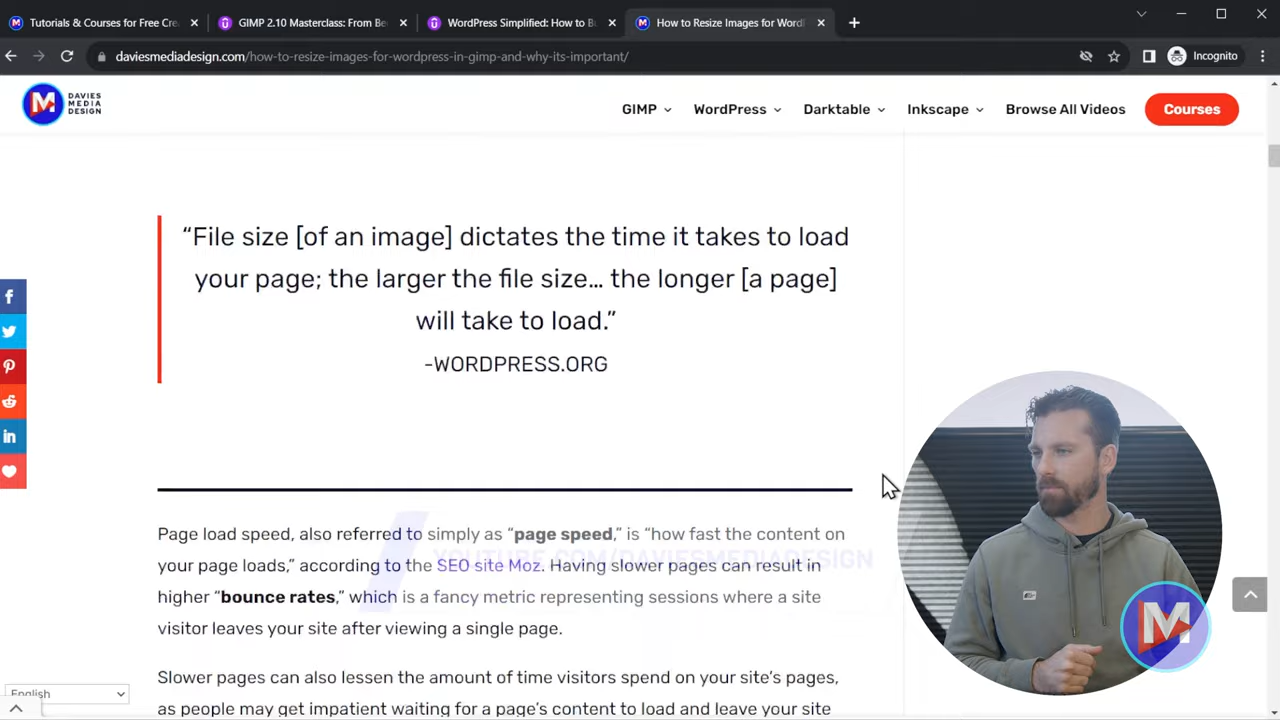 Tutorials & Courses for Free Cre
GIMP 2.10 Masterclass: From Be
WordPress Simplified: How to Bu
How to Resize Images for Word
daviesmediadesign.com/how-to-resize-images-for-wordpress-in-gimp-and-why-its-important/
Incognito
DAVIES
MEDIA
DESIGN
GIMP
WordPress
Darktable
Inkscape
Browse All Videos
Courses
“File size [of an image] dictates the time it takes to load
your page; the larger the file size… the longer [a page]
will take to load.”
-WORDPRESS.ORG
Page load speed, also referred to simply as “page speed,” is “how fast the content on
YOUTUBE.COM/DAVIESMEDIADESIGN
your page loads,” according to the SEO site Moz. Having slower pages can result in
higher “bounce rates,” which is a fancy metric representing sessions where a site
visitor leaves your site after viewing a single page.
Slower pages can also lessen the amount of time visitors spend on your site’s pages,
as people may get impatient waiting for a page’s content to load and leave your site
English